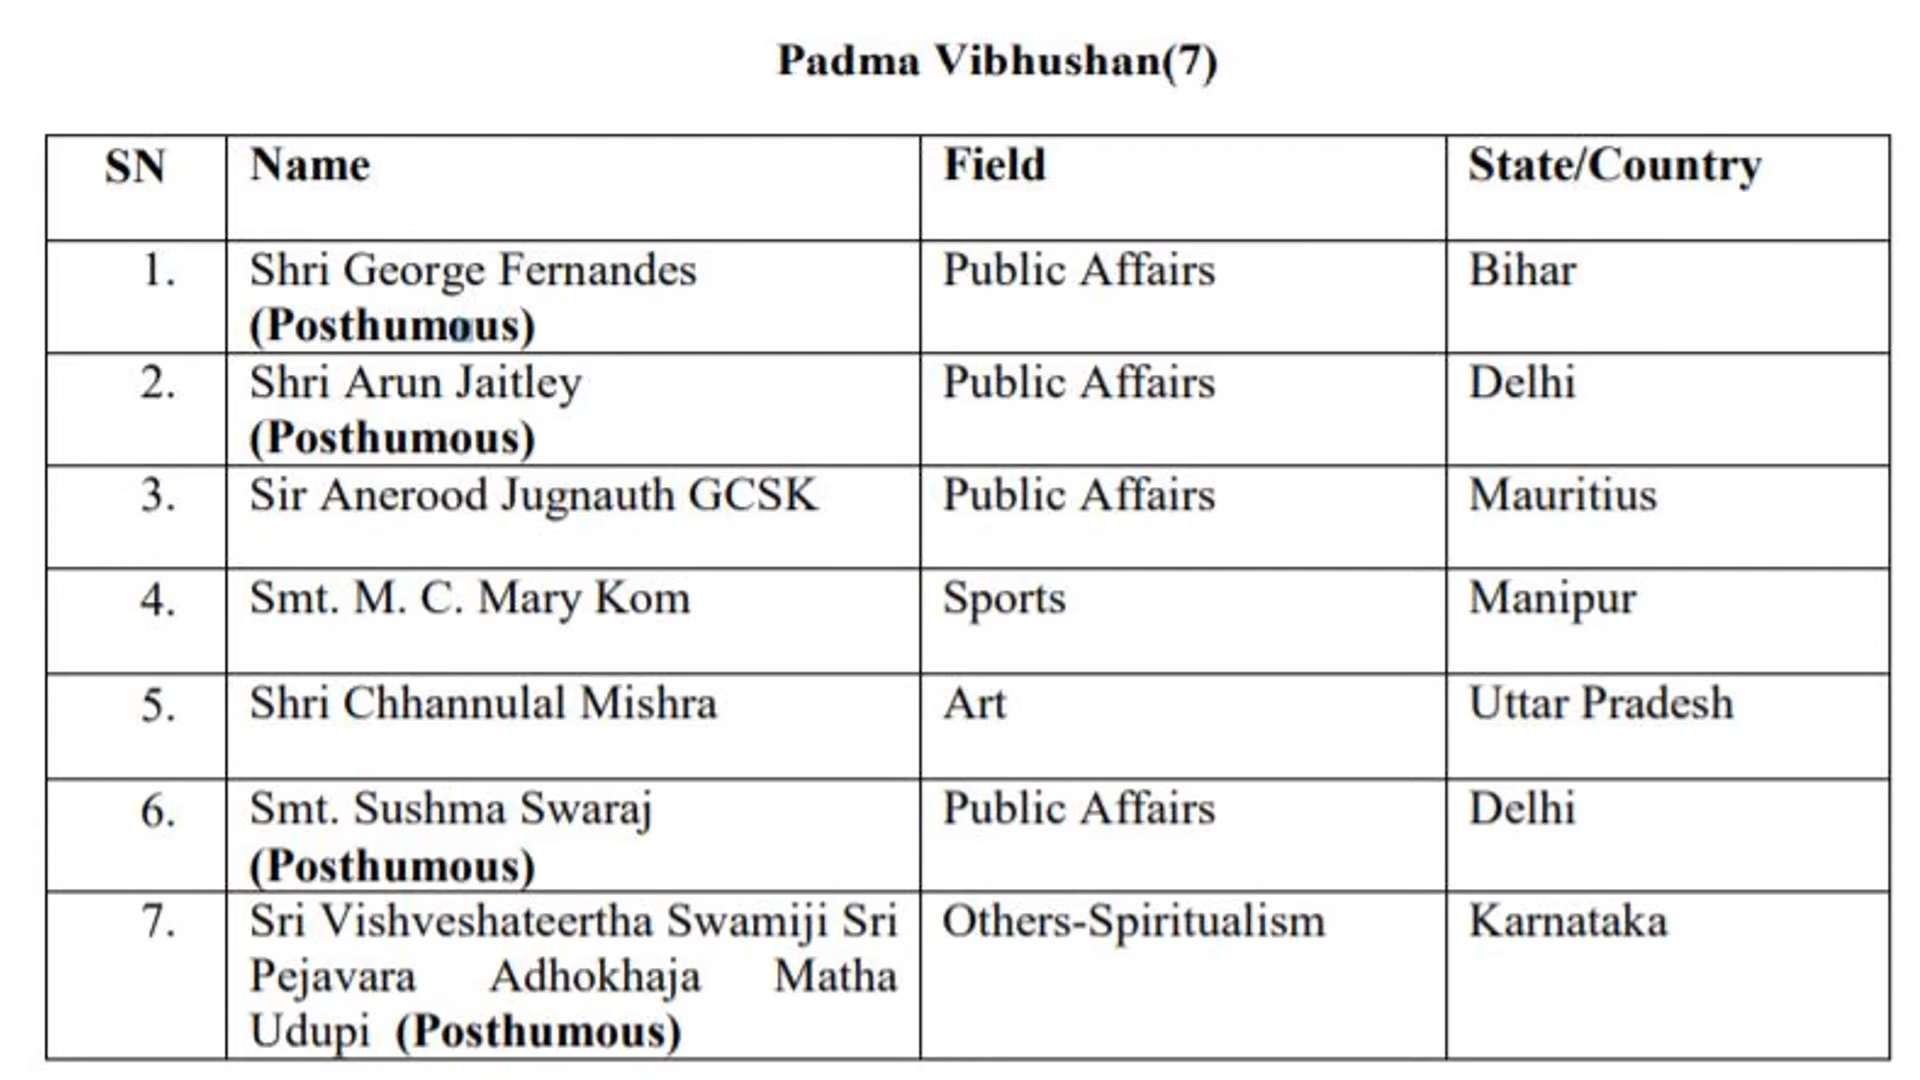 Padma Vibhushan(7)
SN Name Field State/Country
1. Shri George Fernandes Public Affairs Bihar
(Posthumous)
2. Shri Arun Jaitley Public Affairs Delhi
(Posthumous)
3. Sir Anerood Jugnauth GCSK Public Affairs Mauritius
4. Smt. M. C. Mary Kom Sports Manipur
5. Shri Chhannulal Mishra Art Uttar Pradesh
6. Smt. Sushma Swaraj Public Affairs Delhi
(Posthumous)
7. Sri Vishveshateertha Swamiji Sri Others-Spiritualism Karnataka
Pejavara Adhokhaja Matha
Udupi (Posthumous)